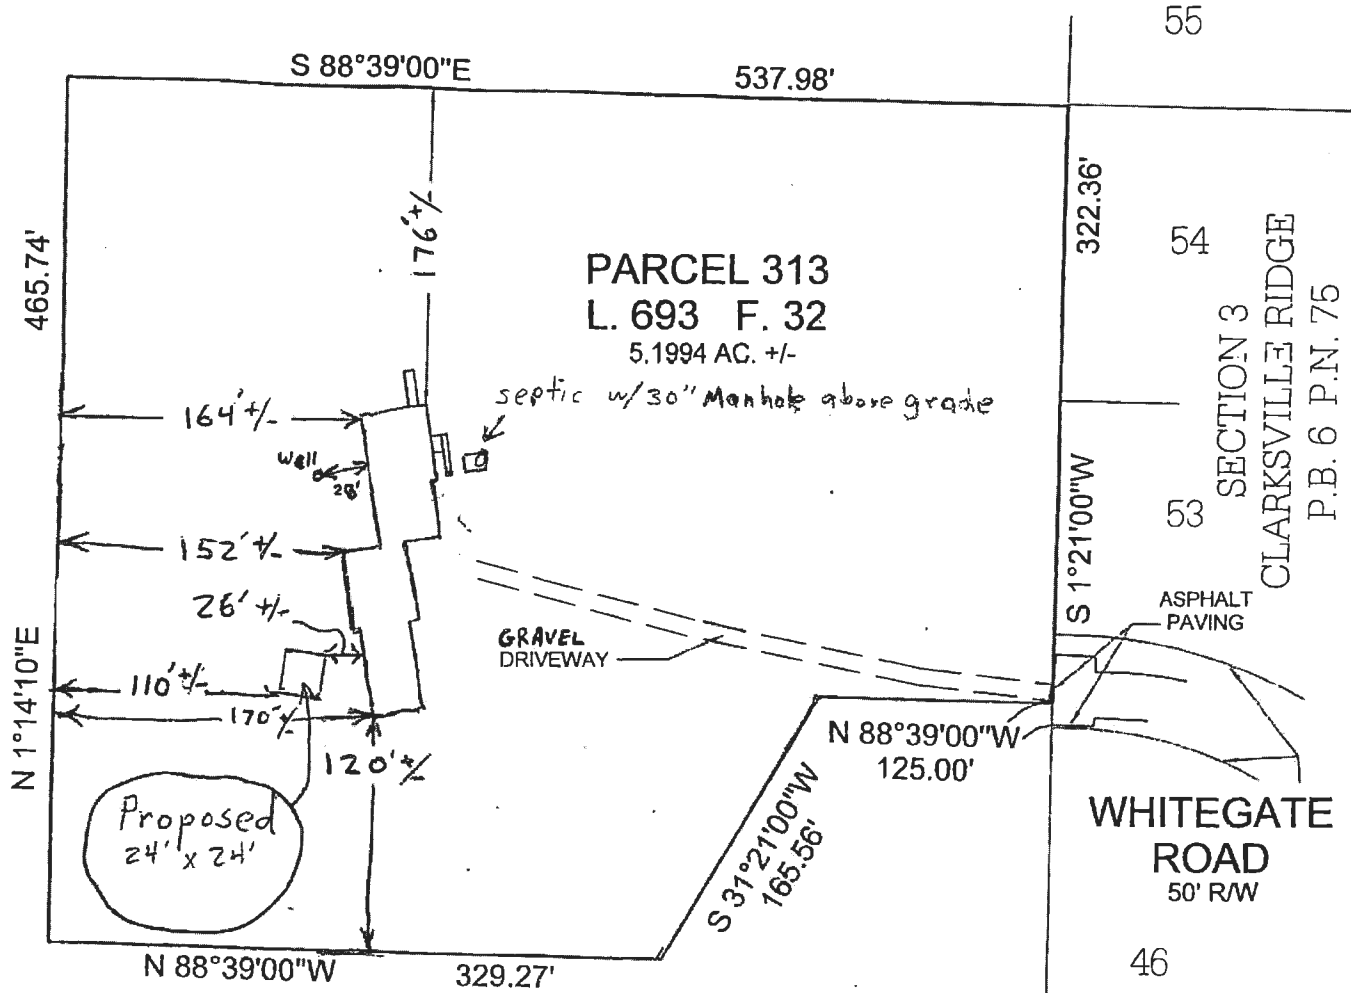 55
S 88°39'00"E
537.98'
465.74'
176'+/-
322.36'
54
PARCEL 313
L. 693 F. 32
5.1994 AC. +/-
septic w/30" Manhole above grade
SECTION 3
CLARKSVILLE RIDGE
P.B. 6 P.N. 75
164'+/-
Well
28'
152'+/-
53
S 1°21'00"W
26'+/-
ASPHALT
PAVING
GRAVEL
DRIVEWAY
N 1°14'10"E
110'+/-
170'+/-
120'+/-
N 88°39'00"W
125.00'
Proposed
24' x 24'
S 31°21'00"W
165.56'
WHITEGATE
ROAD
50' R/W
N 88°39'00"W
329.27'
46